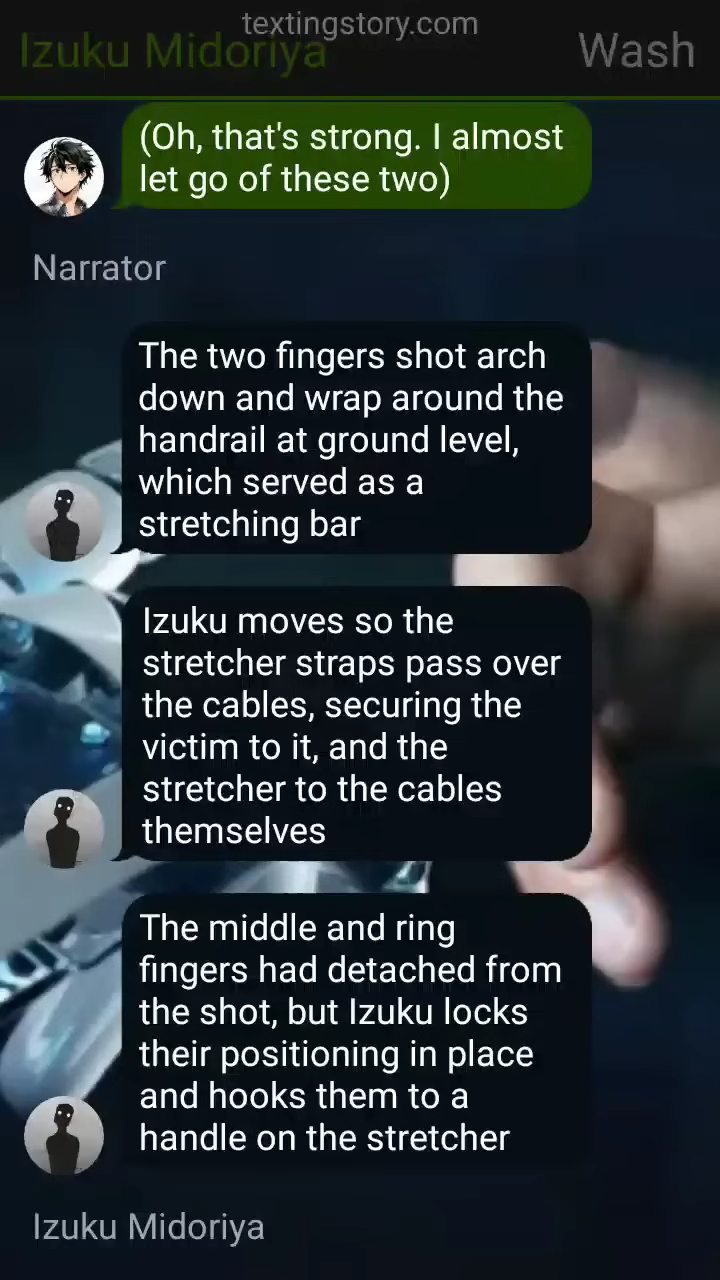 textingstory.com
Izuku Midoriya
Wash
(Oh, that's strong. I almost
let go of these two)
Narrator
The two fingers shot arch
down and wrap around the
handrail at ground level,
which served as a
stretching bar
Izuku moves so the
stretcher straps pass over
the cables, securing the
victim to it, and the
stretcher to the cables
themselves
The middle and ring
fingers had detached from
the shot, but Izuku locks
their positioning in place
and hooks them to a
handle on the stretcher
Izuku Midoriya